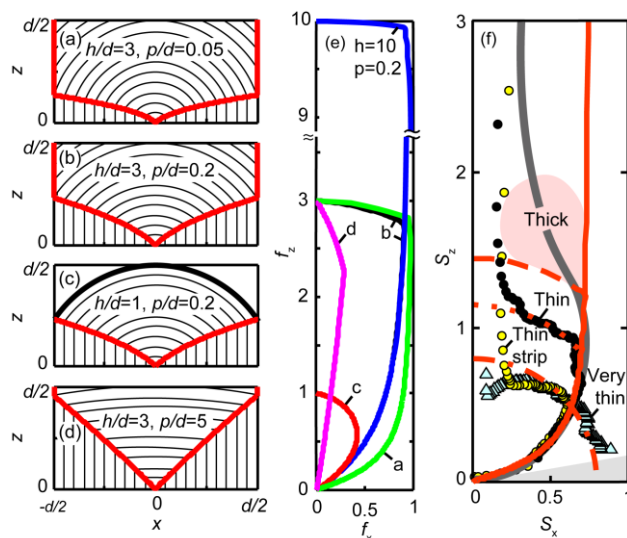 d/2
z
0
(a)
h/d=3, p/d=0.05
d/2
z
0
(b)
h/d=3, p/d=0.2
d/2
z
0
(c)
h/d=1, p/d=0.2
d/2
z
0
(d)
h/d=3, p/d=5
-d/2 0 d/2
x
10
(e)
h=10
p=0.2
9
≈ ≈
3
d
b
f_z
2
1
c
a
0
0 0.5 1
f_x
3
(f)
2
Thick
S_z
Thin
1
Thin
strip
Very
thin
0
0 0.5 1
S_x